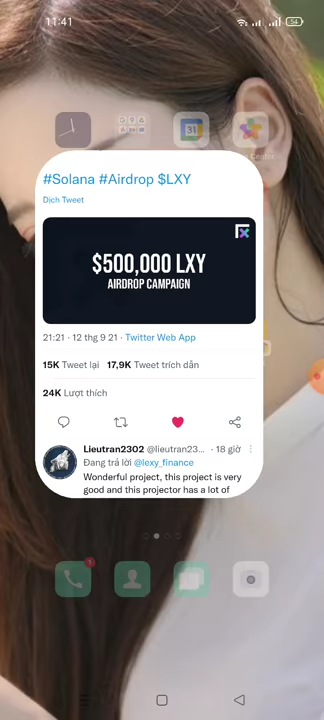 11:41
54
31
#Solana #Airdrop $LXY
Dịch Tweet
$500,000 LXY
AIRDROP CAMPAIGN
21:21 · 12 thg 9 21 · Twitter Web App
15K Tweet lại 17,9K Tweet trích dẫn
24K Lượt thích
Lieutran2302 @lieutran23... · 18 giờ
Đang trả lời @lexy_finance
Wonderful project, this project is very
good and this projector has a lot of